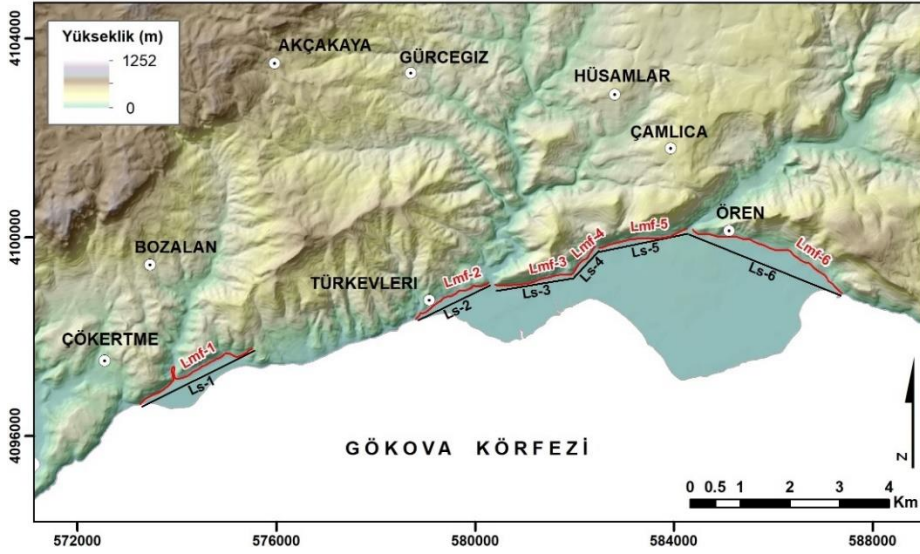 4104000
4100000
4096000
Yükseklik (m)
1252
0
AKÇAKAYA
GÜRCEGIZ
HÜSAMLAR
ÇAMLICA
ÖREN
BOZALAN
TÜRKEVLERI
ÇÖKERTME
Lmf-1
Ls-1
Lmf-2
Ls-2
Lmf-3
Ls-3
Lmf-4
Ls-4
Lmf-5
Ls-5
Lmf-6
Ls-6
GÖKOVA KÖRFEZİ
N
0 0.5 1 2 3 4
Km
572000 576000 580000 584000 588000